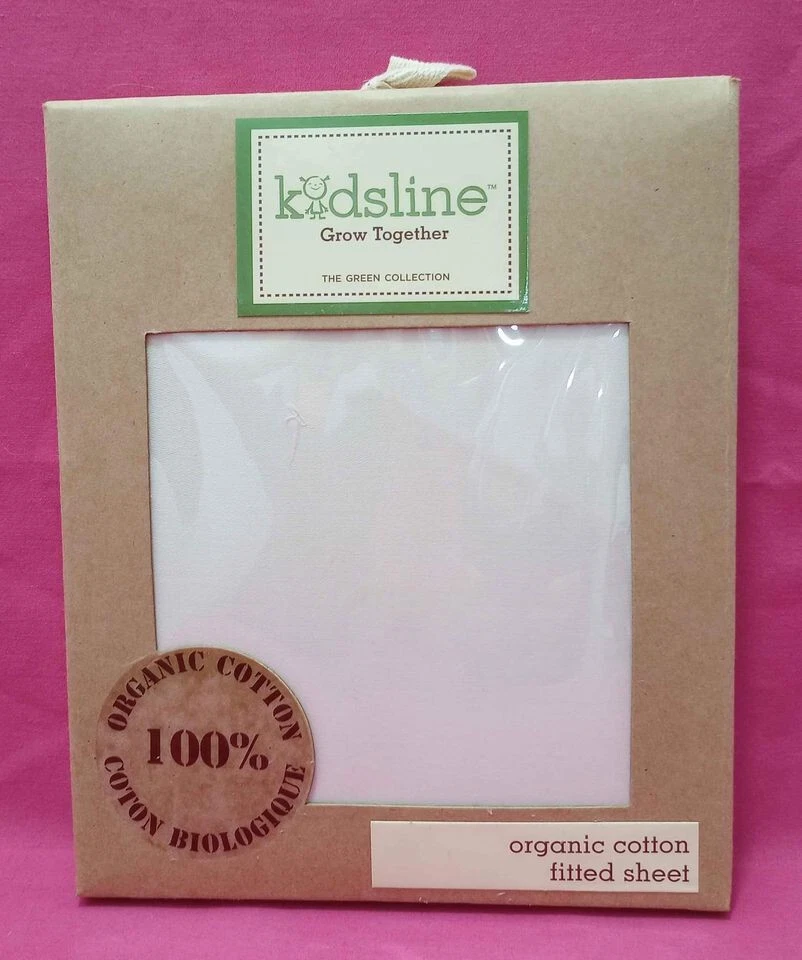 kidsline™
Grow Together
THE GREEN COLLECTION
ORGANIC COTTON
100%
COTON BIOLOGIQUE
organic cotton
fitted sheet